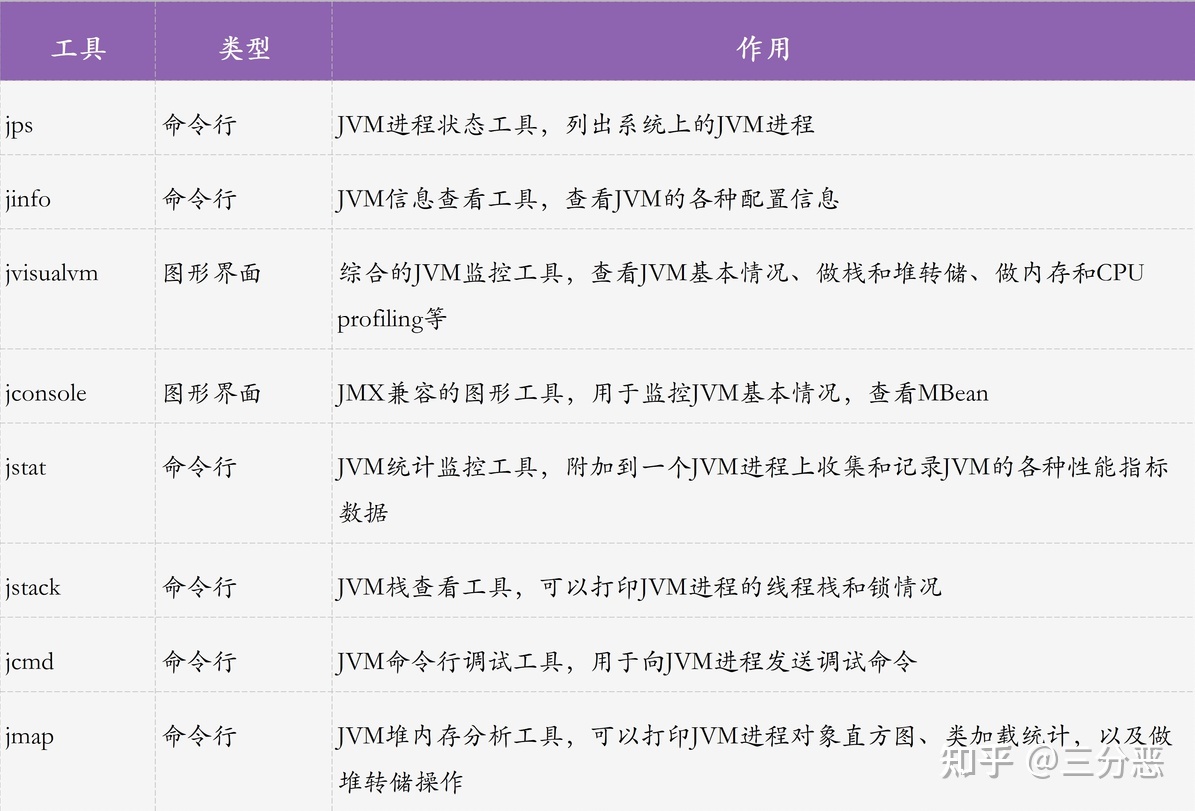 工具 类型 作用
jps 命令行 JVM进程状态工具，列出系统上的JVM进程
jinfo 命令行 JVM信息查看工具，查看JVM的各种配置信息
jvisualvm 图形界面 综合的JVM监控工具，查看JVM基本情况、做栈和堆转储、做内存和CPU
profiling等
jconsole 图形界面 JMX兼容的图形工具，用于监控JVM基本情况，查看MBean
jstat 命令行 JVM统计监控工具，附加到一个JVM进程上收集和记录JVM的各种性能指标
数据
jstack 命令行 JVM栈查看工具，可以打印JVM进程的线程栈和锁情况
jcmd 命令行 JVM命令行调试工具，用于向JVM进程发送调试命令
jmap 命令行 JVM堆内存分析工具，可以打印JVM进程对象直方图、类加载统计，以及做
堆转储操作
知乎 @三分恶